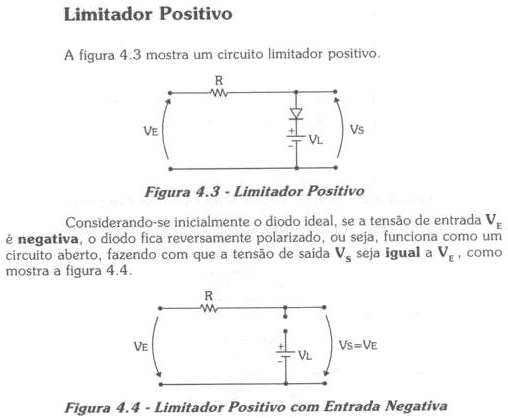 Limitador Positivo
A figura 4.3 mostra um circuito limitador positivo.
R
VE
+
-
VL
VS
Figura 4.3 - Limitador Positivo
Considerando-se inicialmente o diodo ideal, se a tensão de entrada VE
é negativa, o diodo fica reversamente polarizado, ou seja, funciona como um
circuito aberto, fazendo com que a tensão de saída VS seja igual a VE , como
mostra a figura 4.4.
R
VE
+
-
VL
VS=VE
Figura 4.4 - Limitador Positivo com Entrada Negativa